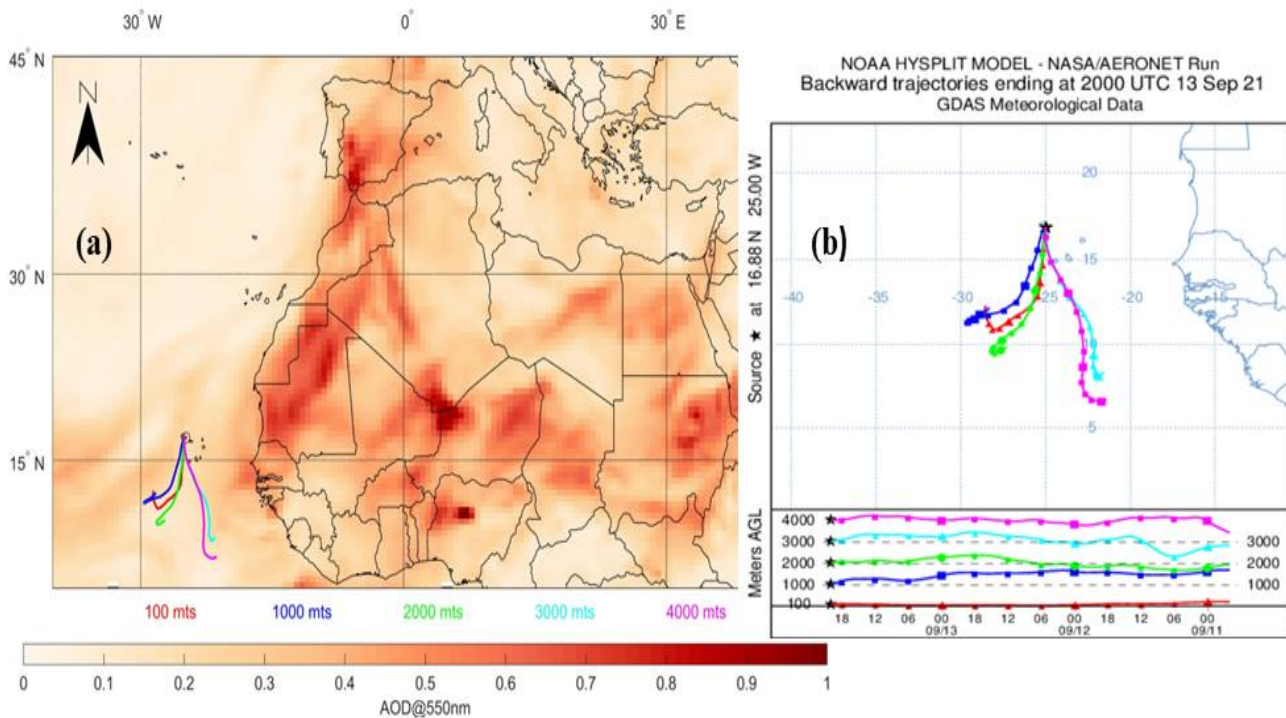 30° W 0° 30° E
45° N
N
(a)
30° N
15° N
100 mts 1000 mts 2000 mts 3000 mts 4000 mts
0 0.1 0.2 0.3 0.4 0.5 0.6 0.7 0.8 0.9 1
AOD@550nm
NOAA HYSPLIT MODEL - NASA/AERONET Run
Backward trajectories ending at 2000 UTC 13 Sep 21
GDAS Meteorological Data
Source ★ at 16.88 N 25.00 W
(b)
20
15
-40 -35 -30 -25 -20 -15
5
Meters AGL
4000
3000 3000
2000 2000
1000 1000
100
18 12 06 00 18 12 06 00 18 12 06 00
09/13 09/12 09/11